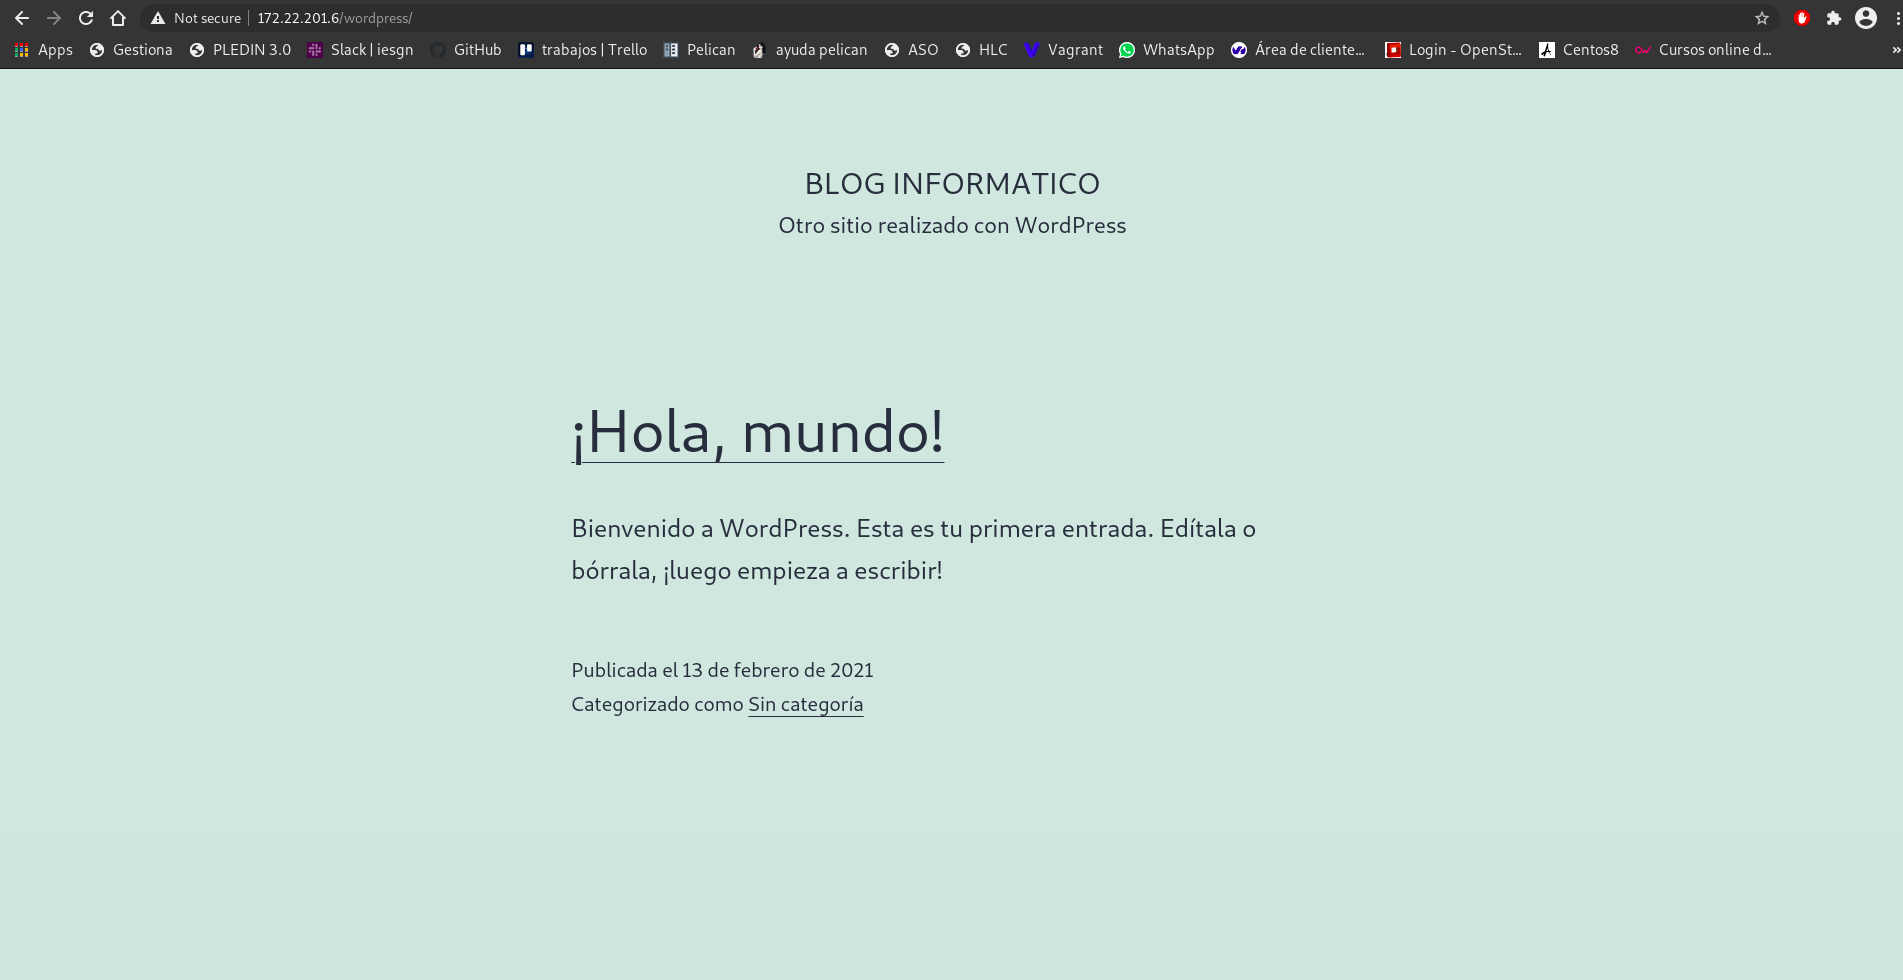 Not secure | 172.22.201.6/wordpress/
Apps Gestiona PLEDIN 3.0 Slack | iesgn GitHub trabajos | Trello Pelican ayuda pelican ASO HLC Vagrant WhatsApp Área de cliente... Login - OpenSt... Centos8 Cursos online d... »
BLOG INFORMATICO
Otro sitio realizado con WordPress
¡Hola, mundo!
Bienvenido a WordPress. Esta es tu primera entrada. Edítala o
bórrala, ¡luego empieza a escribir!
Publicada el 13 de febrero de 2021
Categorizado como Sin categoría